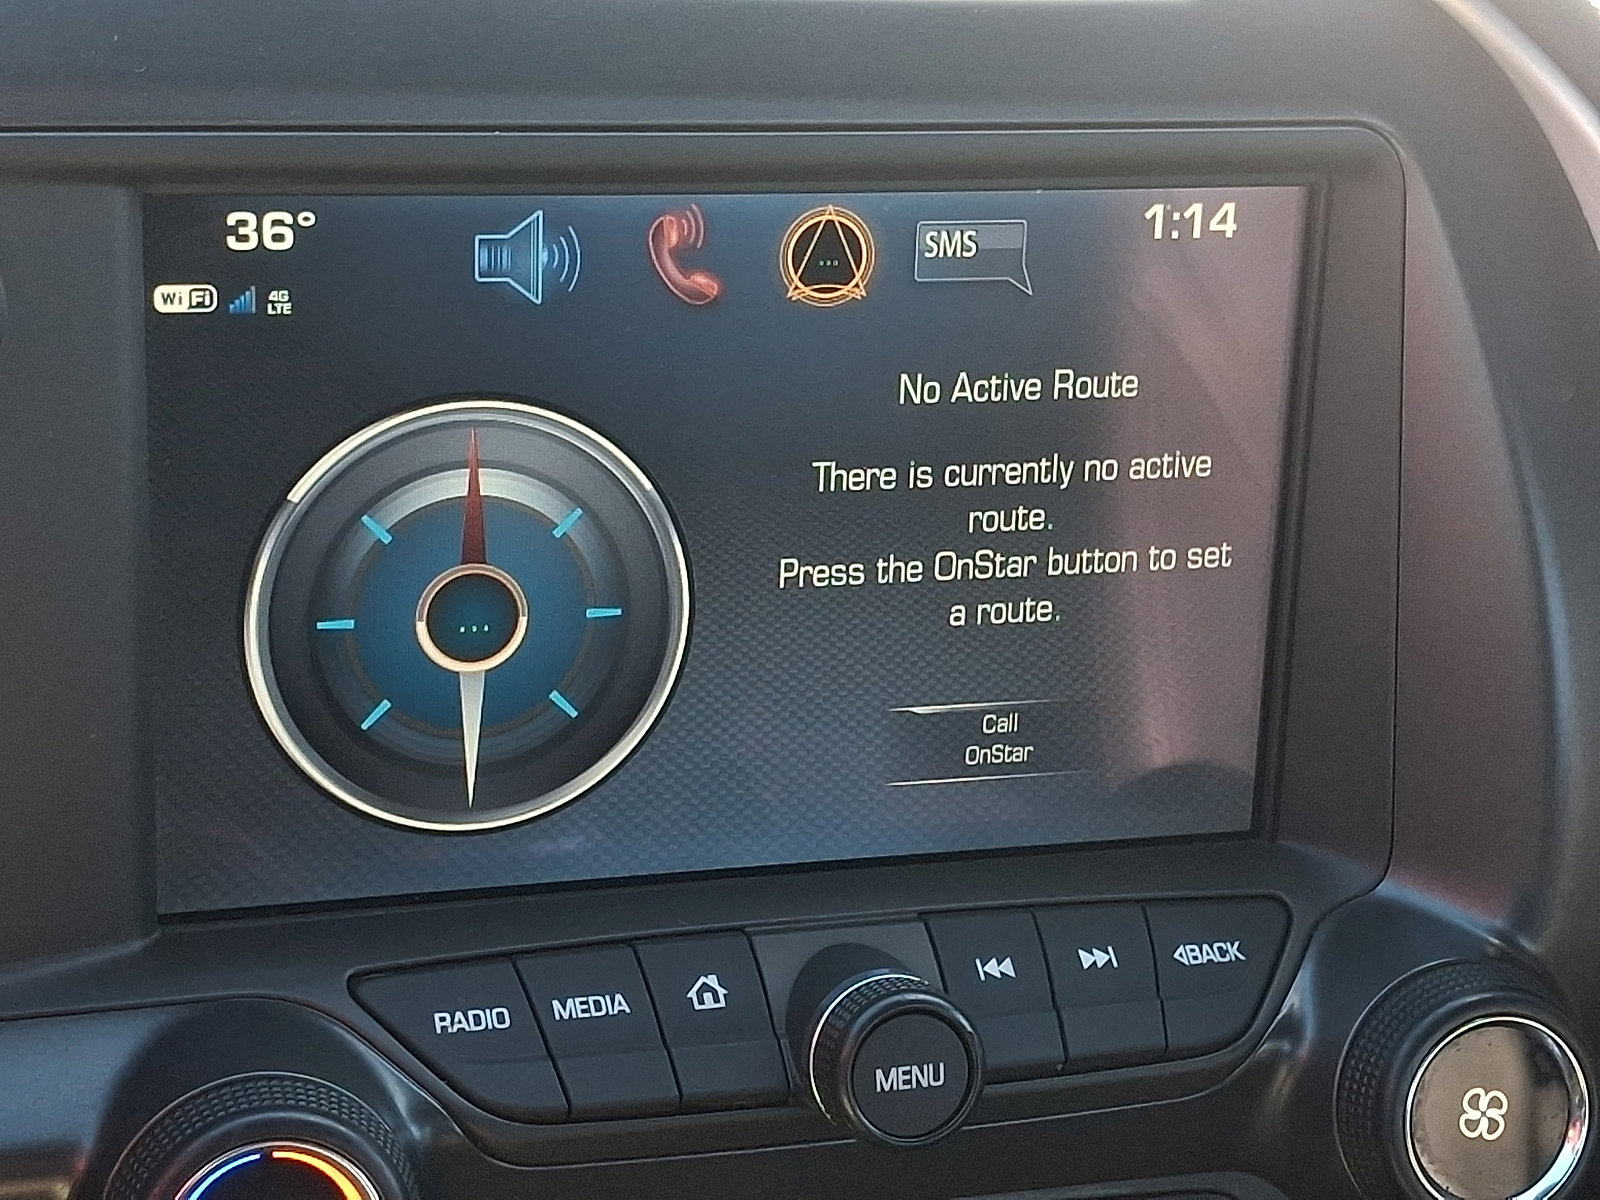 36°
1:14
SMS
WiFi
4G
LTE
No Active Route
There is currently no active
route.
Press the OnStar button to set
a route.
Call
OnStar
RADIO
MEDIA
BACK
MENU